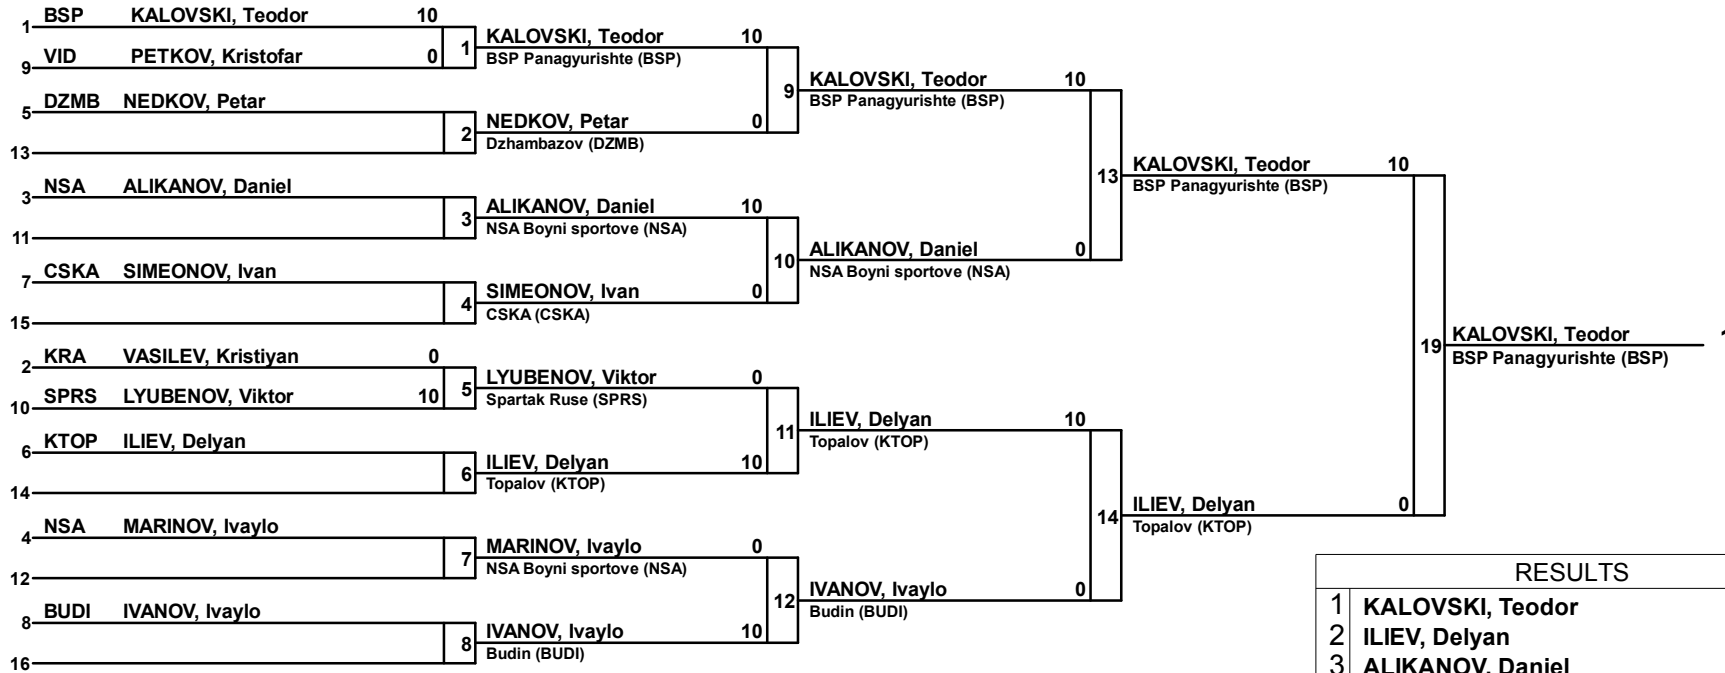 1 BSP KALOVSKI, Teodor 10
9 VID PETKOV, Kristofar 0
1
5 DZMB NEDKOV, Petar
13
2
3 NSA ALIKANOV, Daniel
11
3
7 CSKA SIMEONOV, Ivan
15
4
2 KRA VASILEV, Kristiyan 0
10 SPRS LYUBENOV, Viktor 10
5
6 KTOP ILIEV, Delyan
14
6
4 NSA MARINOV, Ivaylo
12
7
8 BUDI IVANOV, Ivaylo
16
8
KALOVSKI, Teodor 10
BSP Panagyurishte (BSP)
9
NEDKOV, Petar 0
Dzhambazov (DZMB)
ALIKANOV, Daniel 10
NSA Boyni sportove (NSA)
10
SIMEONOV, Ivan 0
CSKA (CSKA)
LYUBENOV, Viktor 0
Spartak Ruse (SPRS)
11
ILIEV, Delyan 10
Topalov (KTOP)
MARINOV, Ivaylo 0
NSA Boyni sportove (NSA)
12
IVANOV, Ivaylo 10
Budin (BUDI)
KALOVSKI, Teodor 10
BSP Panagyurishte (BSP)
13
ALIKANOV, Daniel 0
NSA Boyni sportove (NSA)
ILIEV, Delyan 10
Topalov (KTOP)
14
IVANOV, Ivaylo 0
Budin (BUDI)
KALOVSKI, Teodor 10
BSP Panagyurishte (BSP)
19
ILIEV, Delyan 0
Topalov (KTOP)
KALOVSKI, Teodor
BSP Panagyurishte (BSP)
RESULTS
1 KALOVSKI, Teodor
2 ILIEV, Delyan
3 ALIKANOV, Daniel